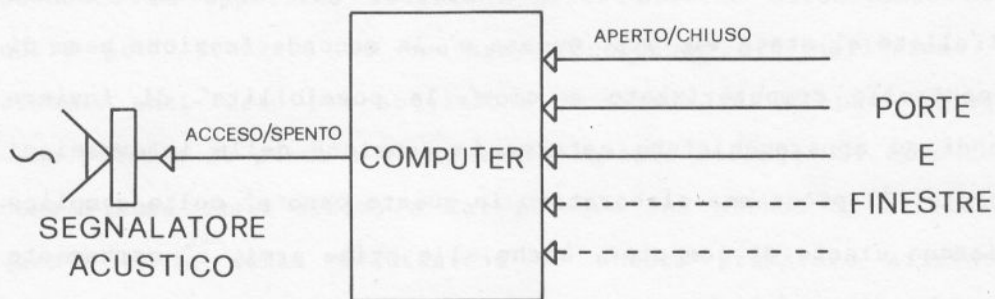 APERTO/CHIUSO
PORTE
ACCESO/SPENTO
COMPUTER
E
FINESTRE
SEGNALATORE
ACUSTICO